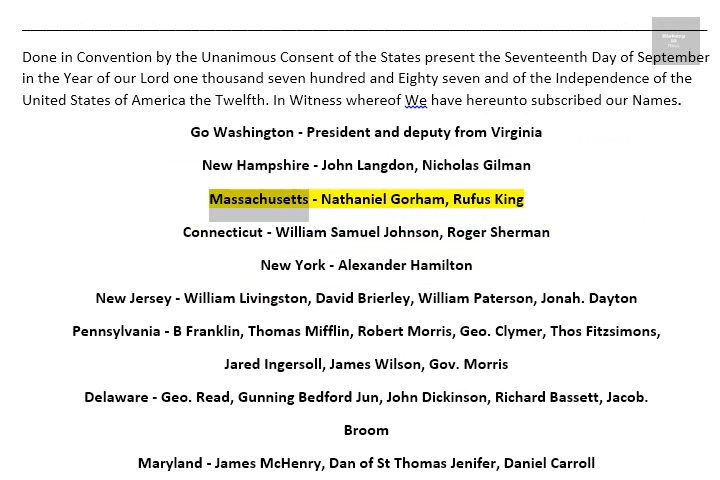 Done in Convention by the Unanimous Consent of the States present the Seventeenth Day of September
in the Year of our Lord one thousand seven hundred and Eighty seven and of the Independence of the
United States of America the Twelfth. In Witness whereof We have hereunto subscribed our Names.
Go Washington - President and deputy from Virginia
New Hampshire - John Langdon, Nicholas Gilman
Massachusetts - Nathaniel Gorham, Rufus King
Connecticut - William Samuel Johnson, Roger Sherman
New York - Alexander Hamilton
New Jersey - William Livingston, David Brierley, William Paterson, Jonah. Dayton
Pennsylvania - B Franklin, Thomas Mifflin, Robert Morris, Geo. Clymer, Thos Fitzsimons,
Jared Ingersoll, James Wilson, Gov. Morris
Delaware - Geo. Read, Gunning Bedford Jun, John Dickinson, Richard Bassett, Jacob.
Broom
Maryland - James McHenry, Dan of St Thomas Jenifer, Daniel Carroll